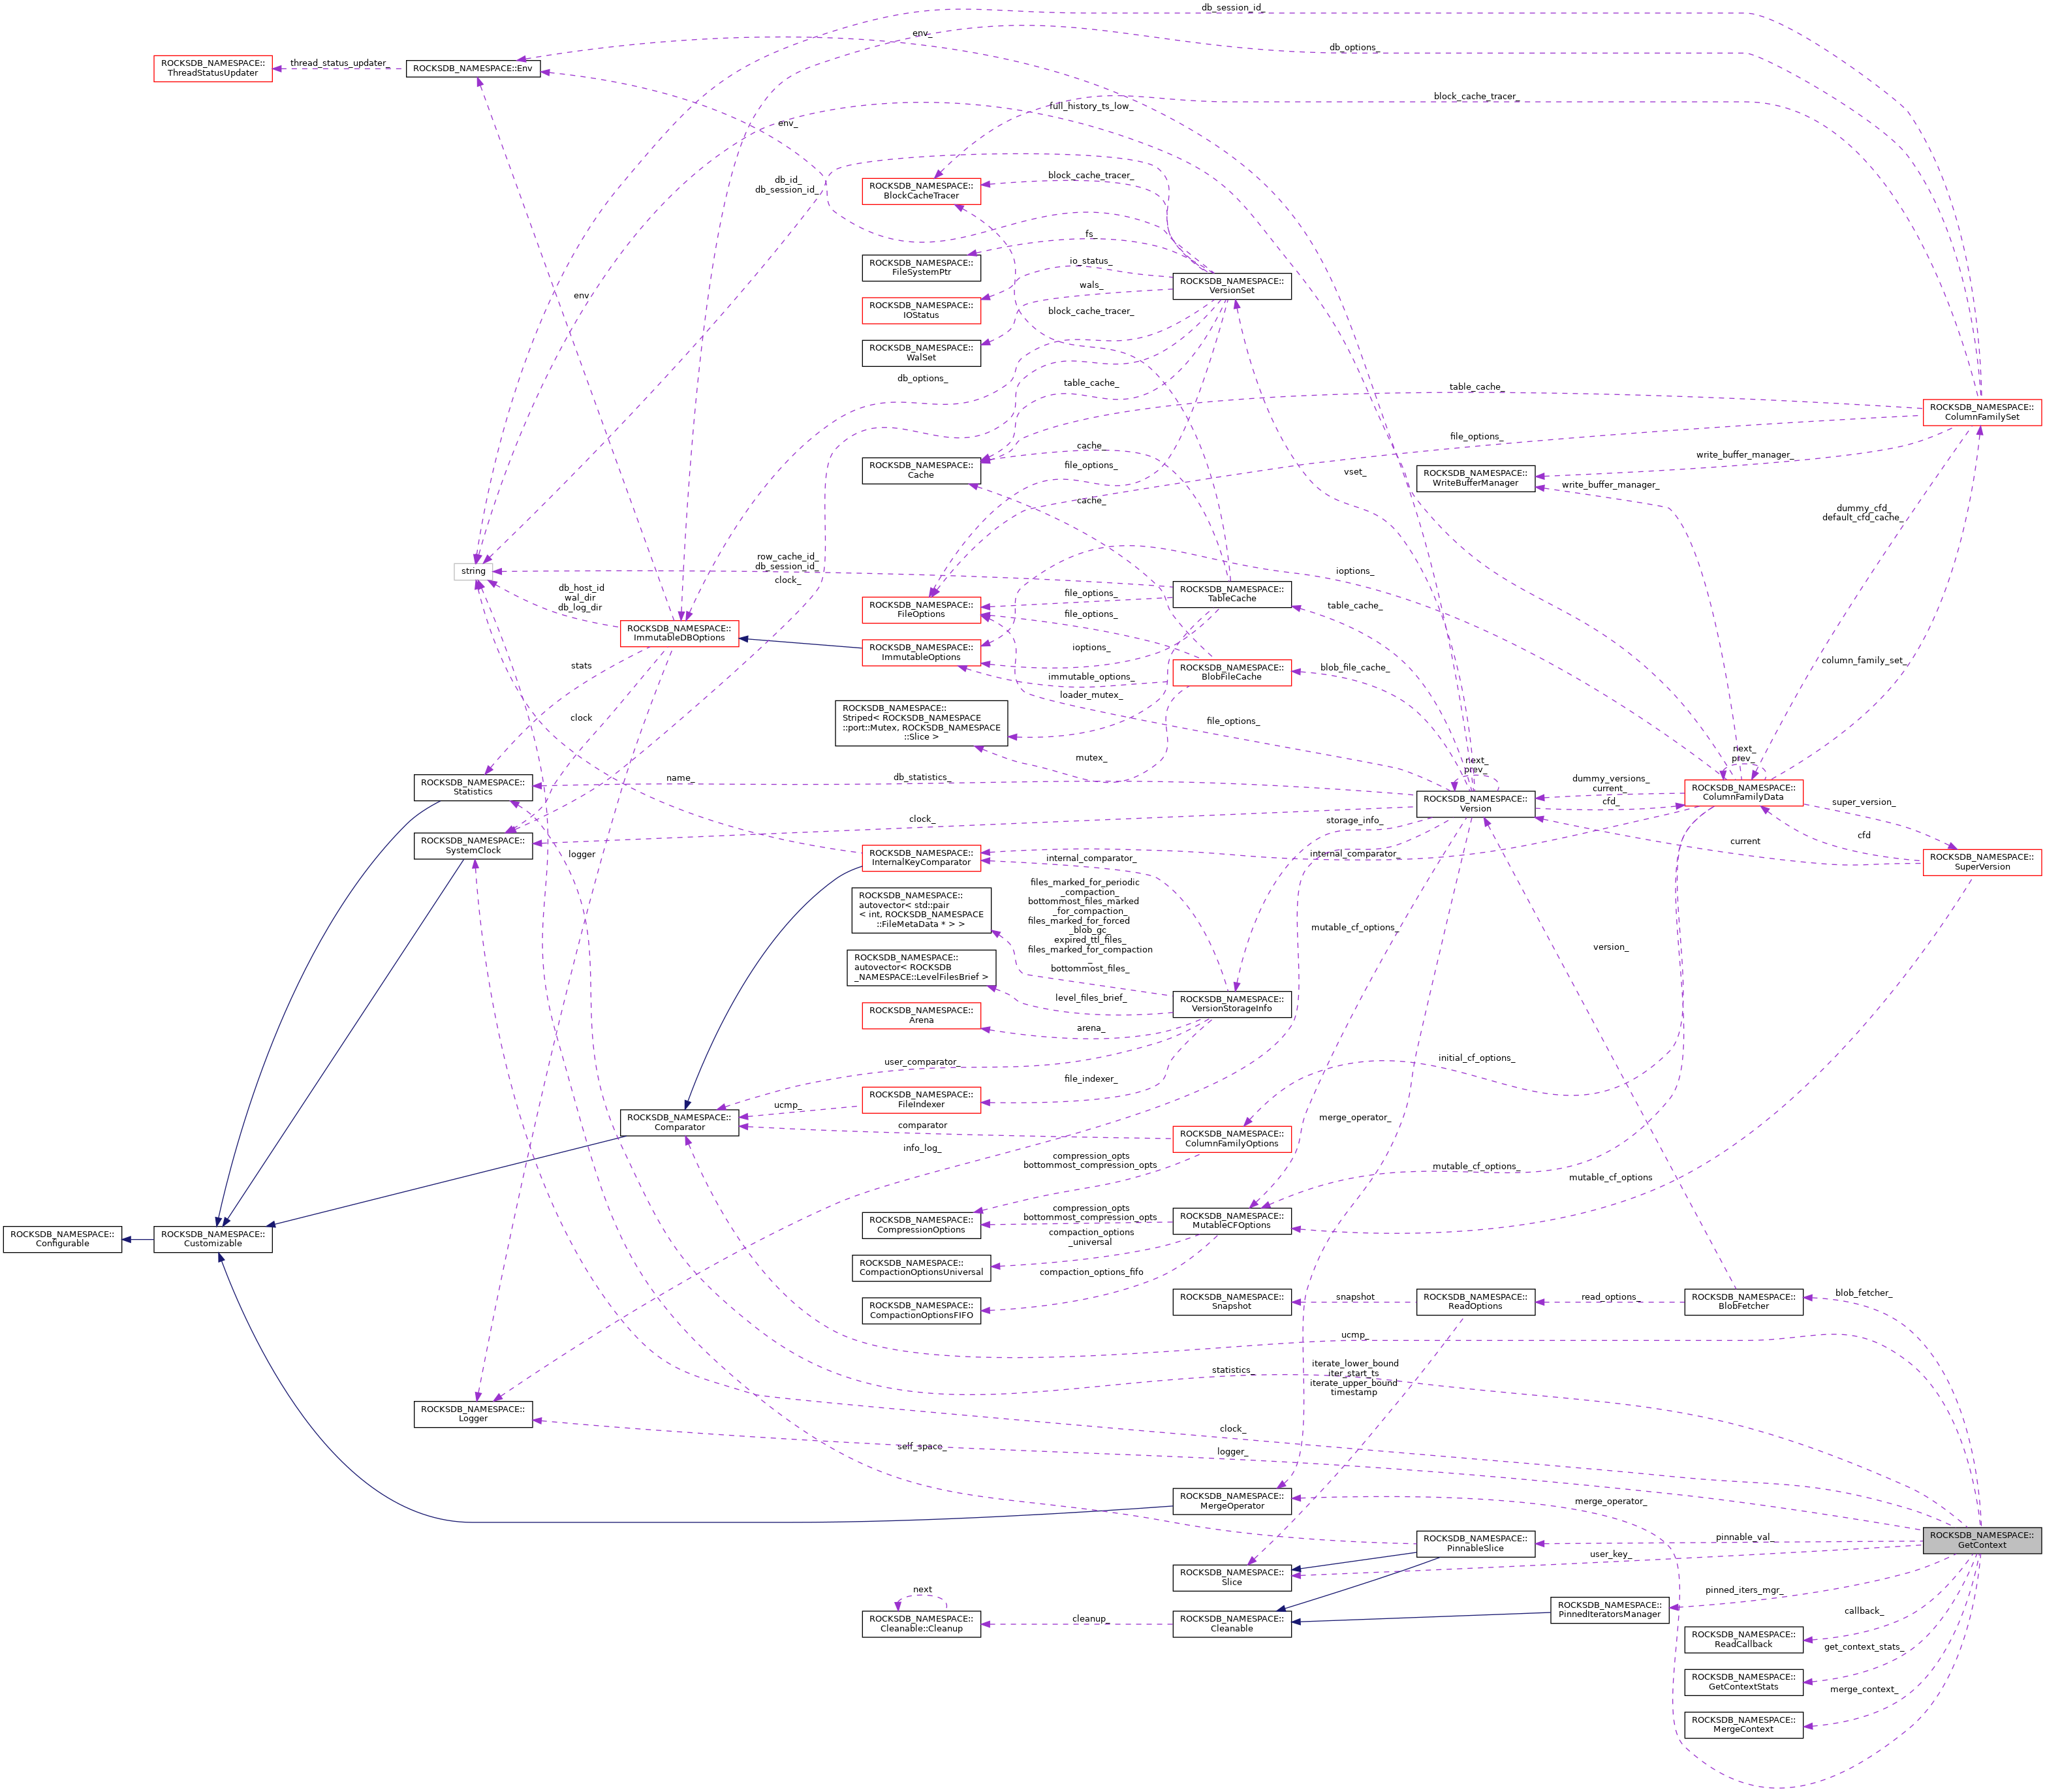 db_session_id_
env_
db_options_
ROCKSDB_NAMESPACE::
ThreadStatusUpdater
thread_status_updater_
ROCKSDB_NAMESPACE::Env
block_cache_tracer_
full_history_ts_low_
env_
block_cache_tracer_
db_id_
db_session_id_
ROCKSDB_NAMESPACE::
BlockCacheTracer
fs_
ROCKSDB_NAMESPACE::
FileSystemPtr
io_status_
ROCKSDB_NAMESPACE::
VersionSet
wals_
env
ROCKSDB_NAMESPACE::
IOStatus
block_cache_tracer_
ROCKSDB_NAMESPACE::
WalSet
db_options_
table_cache_
table_cache_
ROCKSDB_NAMESPACE::
ColumnFamilySet
file_options_
cache_
write_buffer_manager_
ROCKSDB_NAMESPACE::
Cache
file_options_
vset_
ROCKSDB_NAMESPACE::
WriteBufferManager
write_buffer_manager_
cache_
dummy_cfd_
default_cfd_cache_
row_cache_id_
db_session_id_
clock_
string
ioptions_
db_host_id
wal_dir
db_log_dir
ROCKSDB_NAMESPACE::
TableCache
file_options_
ROCKSDB_NAMESPACE::
FileOptions
table_cache_
file_options_
ROCKSDB_NAMESPACE::
ImmutableDBOptions
ROCKSDB_NAMESPACE::
ImmutableOptions
ioptions_
column_family_set_
stats
ROCKSDB_NAMESPACE::
BlobFileCache
blob_file_cache_
immutable_options_
loader_mutex_
ROCKSDB_NAMESPACE::
Striped< ROCKSDB_NAMESPACE
::port::Mutex, ROCKSDB_NAMESPACE
::Slice >
clock
file_options_
mutex_
next_
prev_
next_
prev_
ROCKSDB_NAMESPACE::
Statistics
name_
db_statistics_
dummy_versions_
current_
ROCKSDB_NAMESPACE::
ColumnFamilyData
ROCKSDB_NAMESPACE::
Version
cfd_
super_version_
clock_
storage_info_
ROCKSDB_NAMESPACE::
SystemClock
cfd
current
logger
ROCKSDB_NAMESPACE::
InternalKeyComparator
internal_comparator_
internal_comparator_
ROCKSDB_NAMESPACE::
SuperVersion
files_marked_for_periodic
_compaction_
bottommost_files_marked
_for_compaction_
files_marked_for_forced
_blob_gc_
expired_ttl_files_
files_marked_for_compaction
_
bottommost_files_
ROCKSDB_NAMESPACE::
autovector< std::pair
< int, ROCKSDB_NAMESPACE
::FileMetaData * > >
mutable_cf_options_
version_
ROCKSDB_NAMESPACE::
autovector< ROCKSDB
_NAMESPACE::LevelFilesBrief >
level_files_brief_
ROCKSDB_NAMESPACE::
VersionStorageInfo
ROCKSDB_NAMESPACE::
Arena
arena_
user_comparator_
initial_cf_options_
file_indexer_
ROCKSDB_NAMESPACE::
FileIndexer
ucmp_
ROCKSDB_NAMESPACE::
Comparator
comparator
merge_operator_
ROCKSDB_NAMESPACE::
ColumnFamilyOptions
info_log_
compression_opts
bottommost_compression_opts
mutable_cf_options_
mutable_cf_options
ROCKSDB_NAMESPACE::
CompressionOptions
compression_opts
bottommost_compression_opts
ROCKSDB_NAMESPACE::
MutableCFOptions
ROCKSDB_NAMESPACE::
Configurable
ROCKSDB_NAMESPACE::
Customizable
compaction_options
_universal
ROCKSDB_NAMESPACE::
CompactionOptionsUniversal
compaction_options_fifo
ROCKSDB_NAMESPACE::
CompactionOptionsFIFO
ROCKSDB_NAMESPACE::
Snapshot
snapshot
ROCKSDB_NAMESPACE::
ReadOptions
read_options_
ROCKSDB_NAMESPACE::
BlobFetcher
blob_fetcher_
ucmp_
statistics_
iterate_lower_bound
iter_start_ts
iterate_upper_bound
timestamp
ROCKSDB_NAMESPACE::
Logger
clock_
self_space_
logger_
ROCKSDB_NAMESPACE::
MergeOperator
merge_operator_
ROCKSDB_NAMESPACE::
PinnableSlice
pinnable_val_
ROCKSDB_NAMESPACE::
GetContext
user_key_
ROCKSDB_NAMESPACE::
Slice
next
pinned_iters_mgr_
ROCKSDB_NAMESPACE::
Cleanable::Cleanup
cleanup_
ROCKSDB_NAMESPACE::
Cleanable
ROCKSDB_NAMESPACE::
PinnedIteratorsManager
callback_
ROCKSDB_NAMESPACE::
ReadCallback
get_context_stats_
ROCKSDB_NAMESPACE::
GetContextStats
merge_context_
ROCKSDB_NAMESPACE::
MergeContext